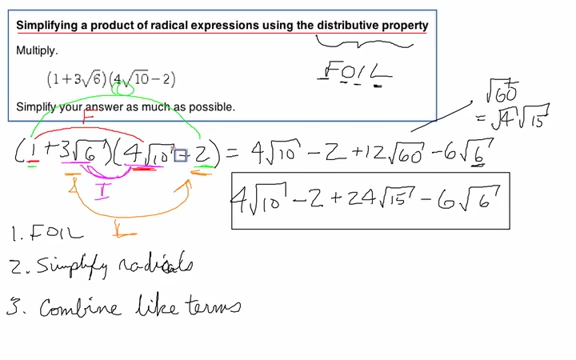 Simplifying a product of radical expressions using the distributive property
Multiply.
(1+3√6)(4√10−2)
FOIL
Simplify your answer as much as possible.
√60
= √4 √15
F
(1 + 3√6)(4√10 − 2) = 4√10 − 2 + 12√60 − 6√6
I
L
4√10 − 2 + 24√15 − 6√6
1. FOIL
2. Simplify radicals
3. Combine like terms